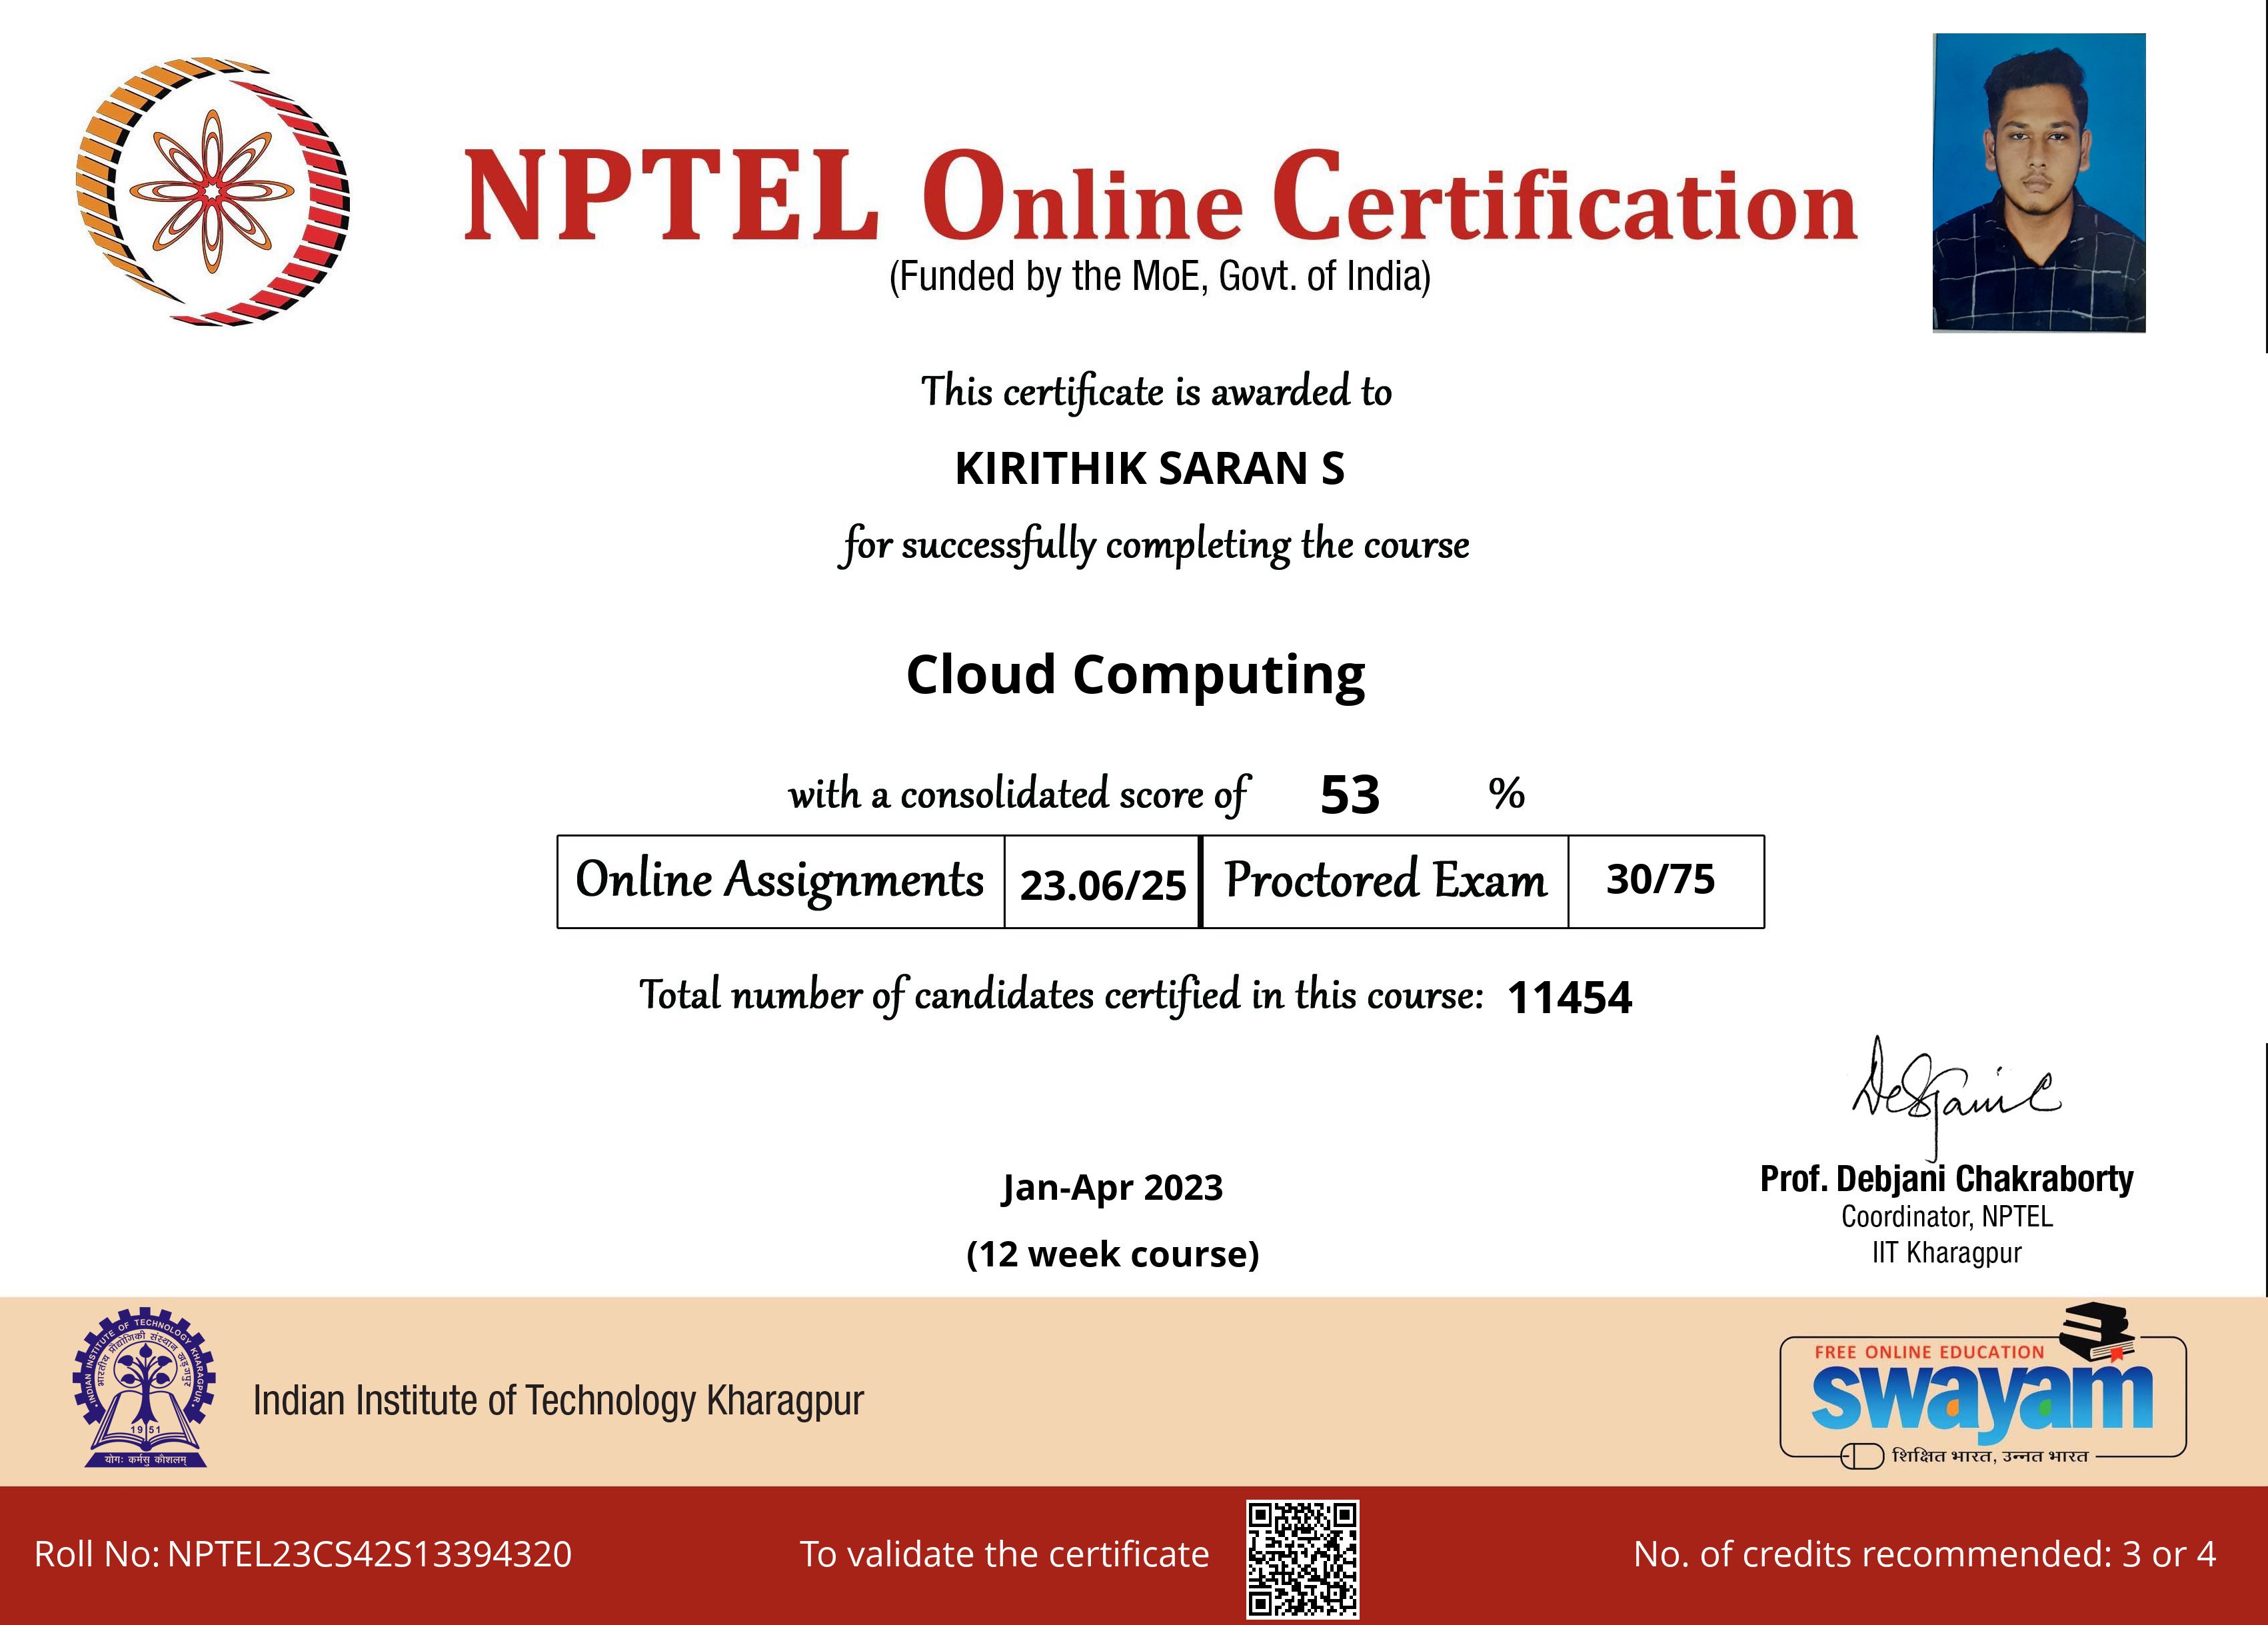 NPTEL Online Certification
(Funded by the MoE, Govt. of India)
This certificate is awarded to
KIRITHIK SARAN S
for successfully completing the course
Cloud Computing
with a consolidated score of 53 %
Online Assignments 23.06/25 Proctored Exam 30/75
Total number of candidates certified in this course: 11454
Prof. Debjani Chakraborty
Coordinator, NPTEL
IIT Kharagpur
Jan-Apr 2023
(12 week course)
INDIAN INSTITUTE OF TECHNOLOGY KHARAGPUR
भारतीय प्रौद्योगिकी संस्थान खड़गपुर
1951
योगः कर्मसु कौशलम्
Indian Institute of Technology Kharagpur
FREE ONLINE EDUCATION
swayam
शिक्षित भारत, उन्नत भारत
Roll No: NPTEL23CS42S13394320
To validate the certificate
No. of credits recommended: 3 or 4